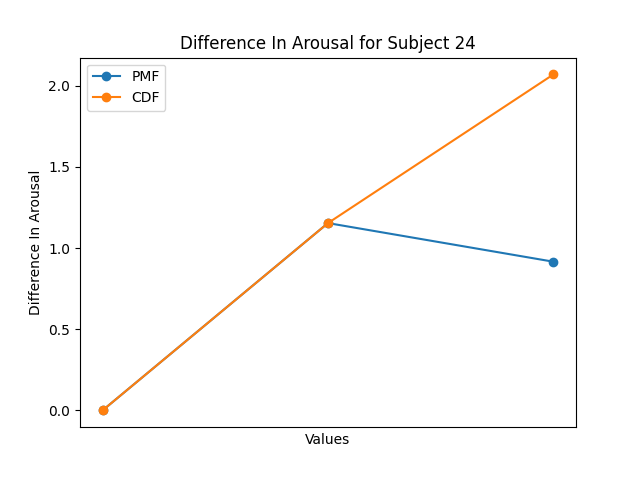 Difference In Arousal for Subject 24
PMF
CDF
2.0
1.5
1.0
0.5
0.0
Difference In Arousal
Values